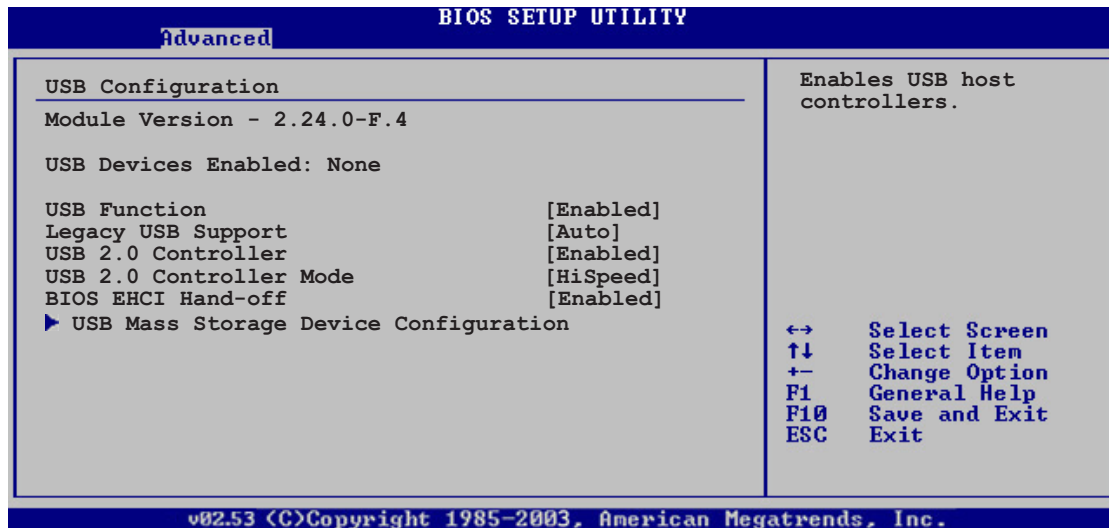 BIOS SETUP UTILITY
Advanced
USB Configuration
Module Version - 2.24.0-F.4
USB Devices Enabled: None
USB Function [Enabled]
Legacy USB Support [Auto]
USB 2.0 Controller [Enabled]
USB 2.0 Controller Mode [HiSpeed]
BIOS EHCI Hand-off [Enabled]
USB Mass Storage Device Configuration
Enables USB host
controllers.
←→ Select Screen
↑↓ Select Item
+- Change Option
F1 General Help
F10 Save and Exit
ESC Exit
v02.53 (C)Copyright 1985-2003, American Megatrends, Inc.